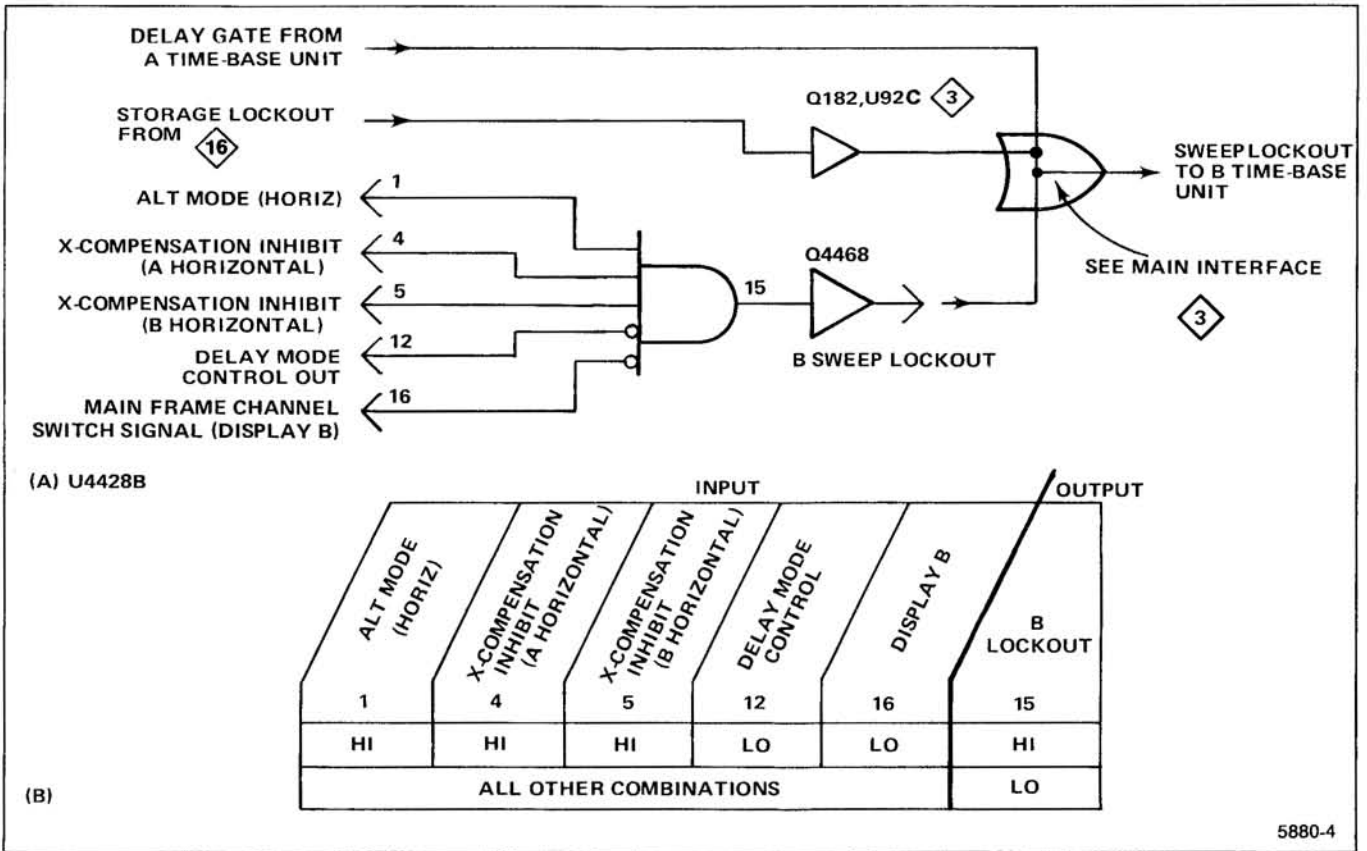 DELAY GATE FROM
A TIME-BASE UNIT
STORAGE LOCKOUT
FROM 16
Q182,U92C 3
SWEEP LOCKOUT
TO B TIME-BASE
UNIT
ALT MODE (HORIZ)
1
X-COMPENSATION INHIBIT
(A HORIZONTAL)
4
X-COMPENSATION INHIBIT
(B HORIZONTAL)
5
DELAY MODE
CONTROL OUT
12
MAIN FRAME CHANNEL
SWITCH SIGNAL (DISPLAY B)
16
15
Q4468
B SWEEP LOCKOUT
SEE MAIN INTERFACE
3
(A) U4428B
INPUT
OUTPUT
ALT MODE
(HORIZ)
X-COMPENSATION
INHIBIT
(A HORIZONTAL)
X-COMPENSATION
INHIBIT
(B HORIZONTAL)
DELAY MODE
CONTROL
DISPLAY B
B
LOCKOUT
1 4 5 12 16 15
HI HI HI LO LO HI
ALL OTHER COMBINATIONS LO
(B)
5880-4